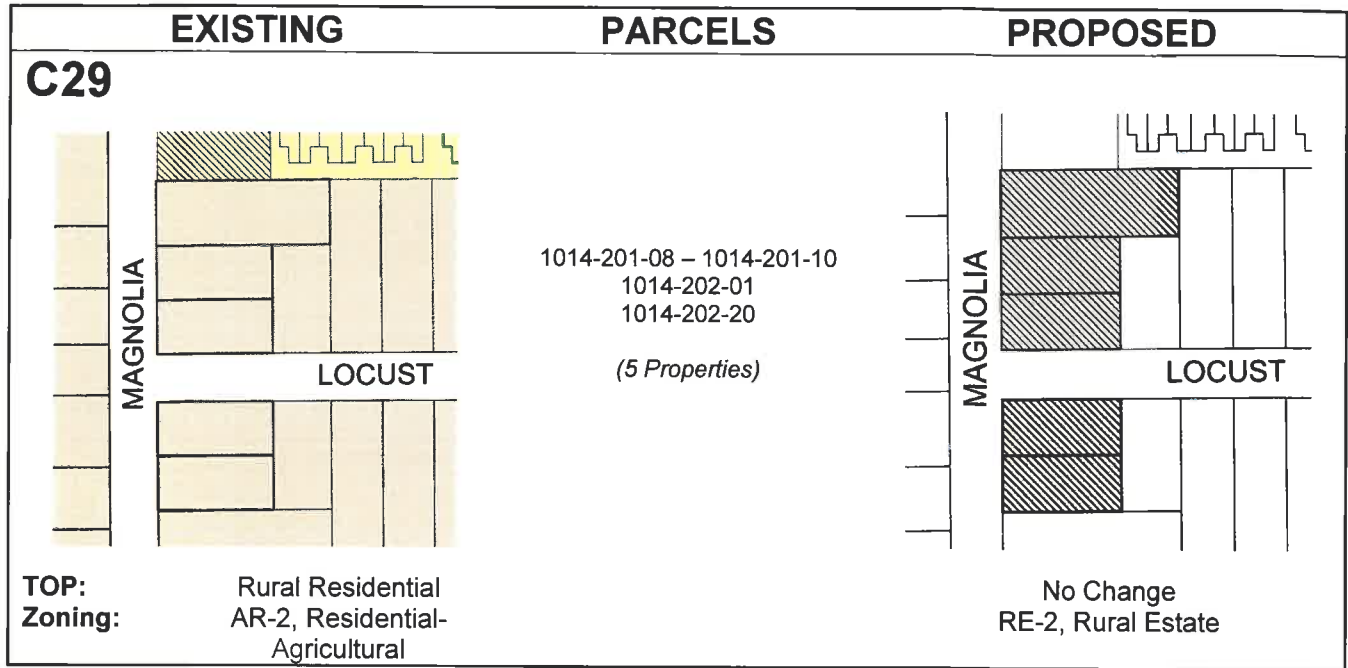 EXISTING PARCELS PROPOSED
C29
MAGNOLIA
LOCUST
1014-201-08 – 1014-201-10
1014-202-01
1014-202-20
(5 Properties)
MAGNOLIA
LOCUST
TOP: Rural Residential
Zoning: AR-2, Residential-
Agricultural
No Change
RE-2, Rural Estate